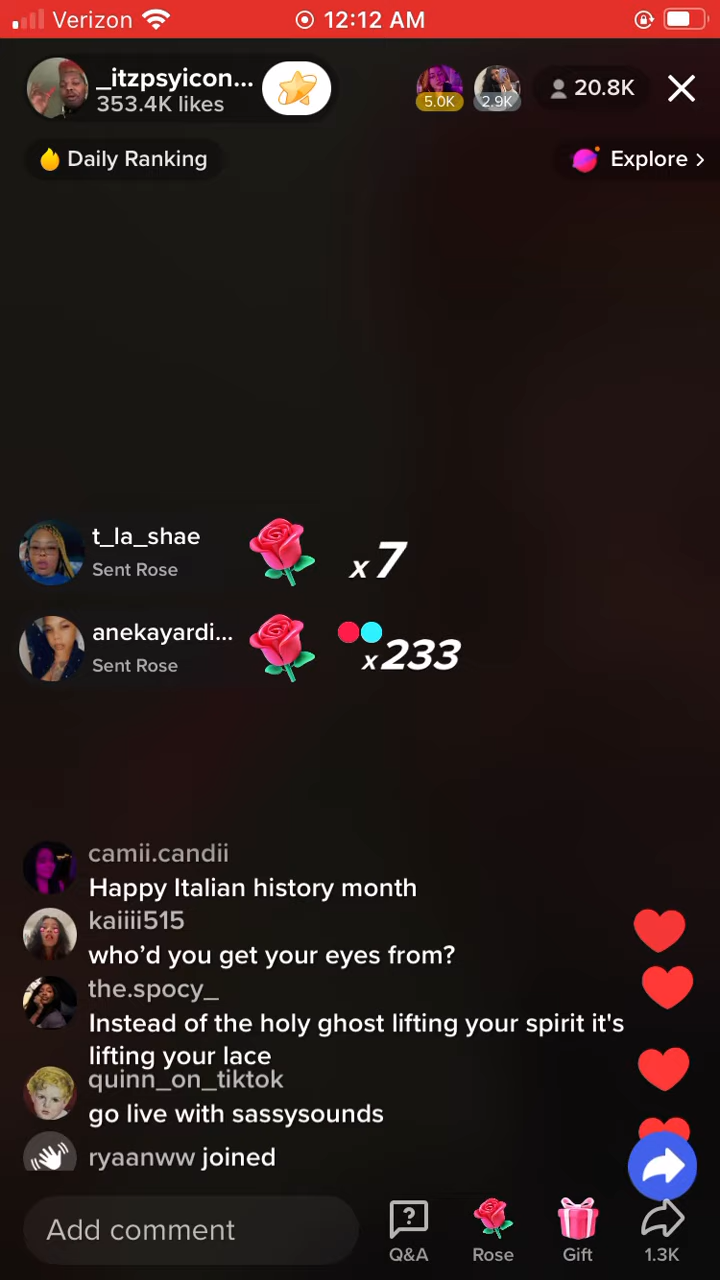 Verizon 12:12 AM
_itzpsyicon...
353.4K likes
5.0K
2.9K
20.8K
Daily Ranking
Explore >
t_la_shae
Sent Rose
x7
anekayardi...
Sent Rose
x233
camii.candii
Happy Italian history month
kaiiii515
who'd you get your eyes from?
the.spocy_
Instead of the holy ghost lifting your spirit it's
lifting your lace
quinn_on_tiktok
go live with sassysounds
ryaanww joined
Add comment
Q&A
Rose
Gift
1.3K